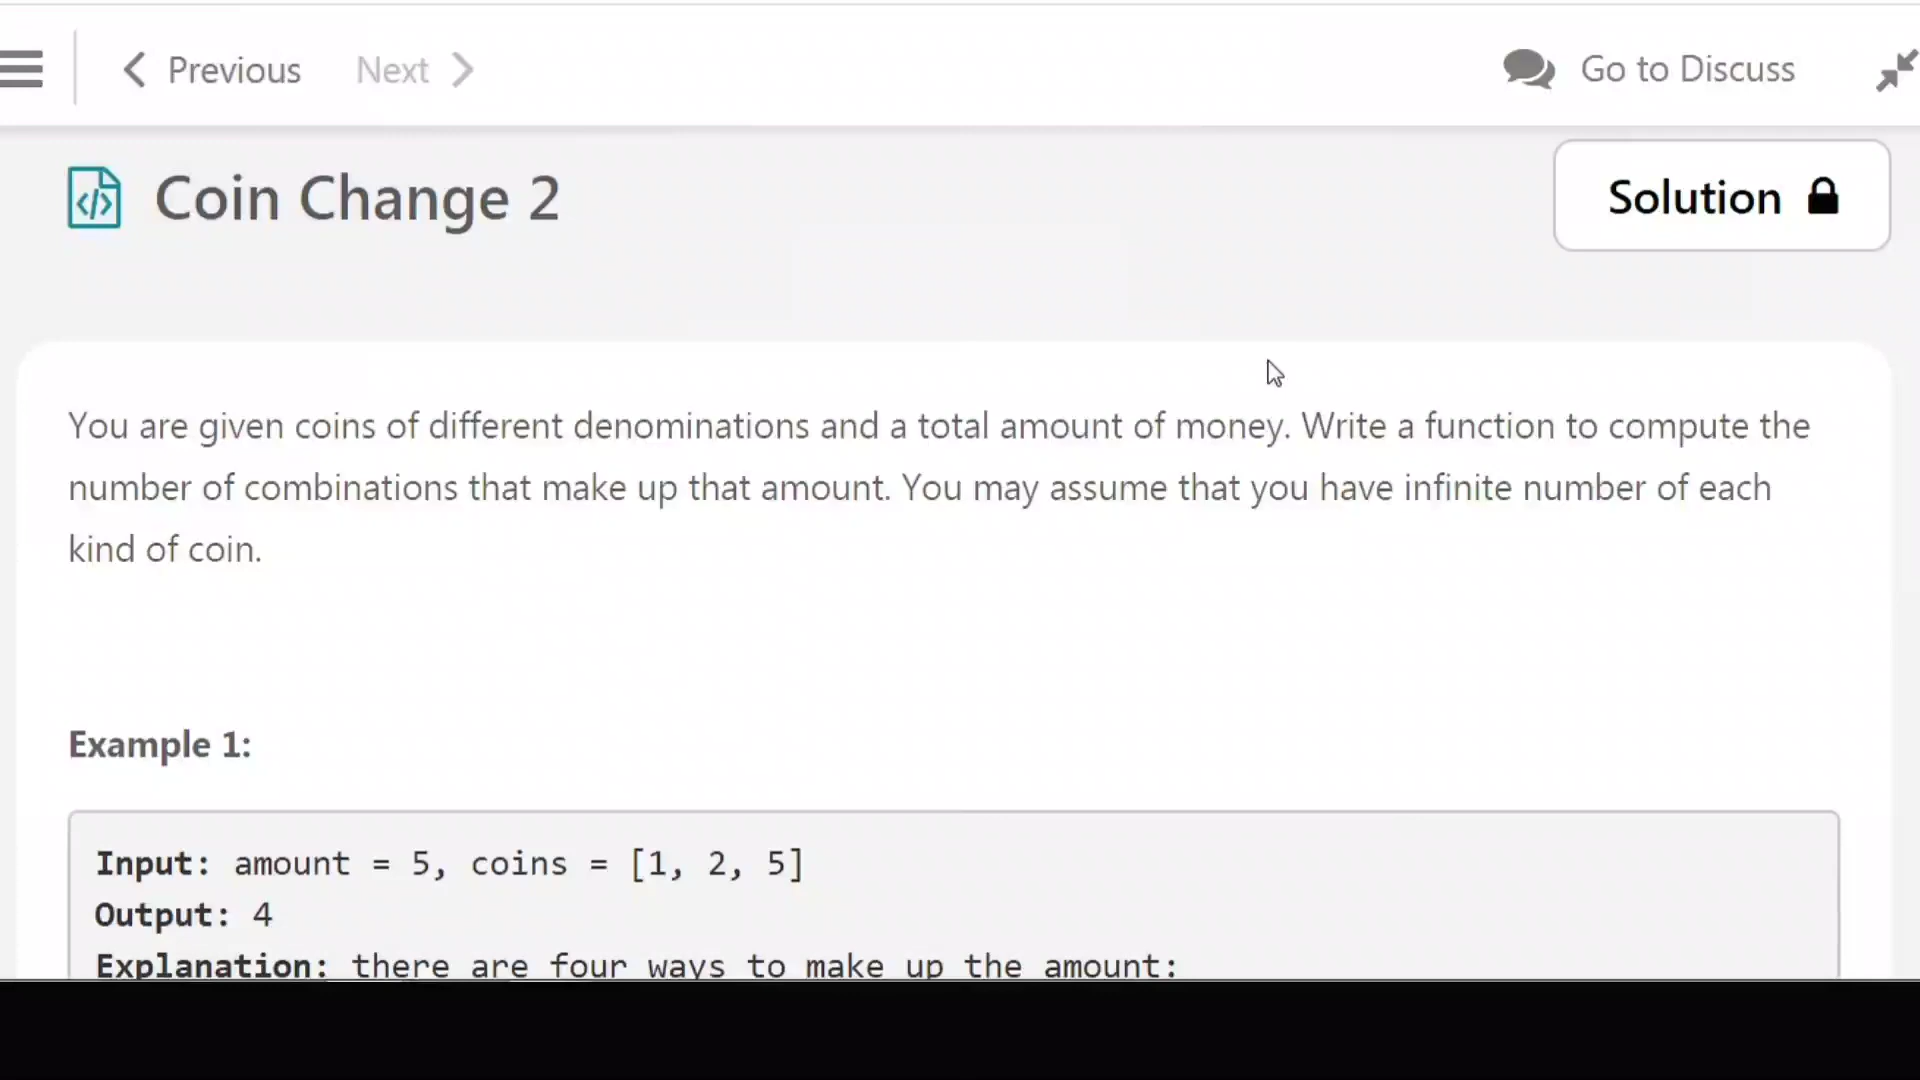 Previous Next Go to Discuss
</>
Coin Change 2
Solution
You are given coins of different denominations and a total amount of money. Write a function to compute the
number of combinations that make up that amount. You may assume that you have infinite number of each
kind of coin.
Example 1:
Input: amount = 5, coins = [1, 2, 5]
Output: 4
Explanation: there are four ways to make up the amount: